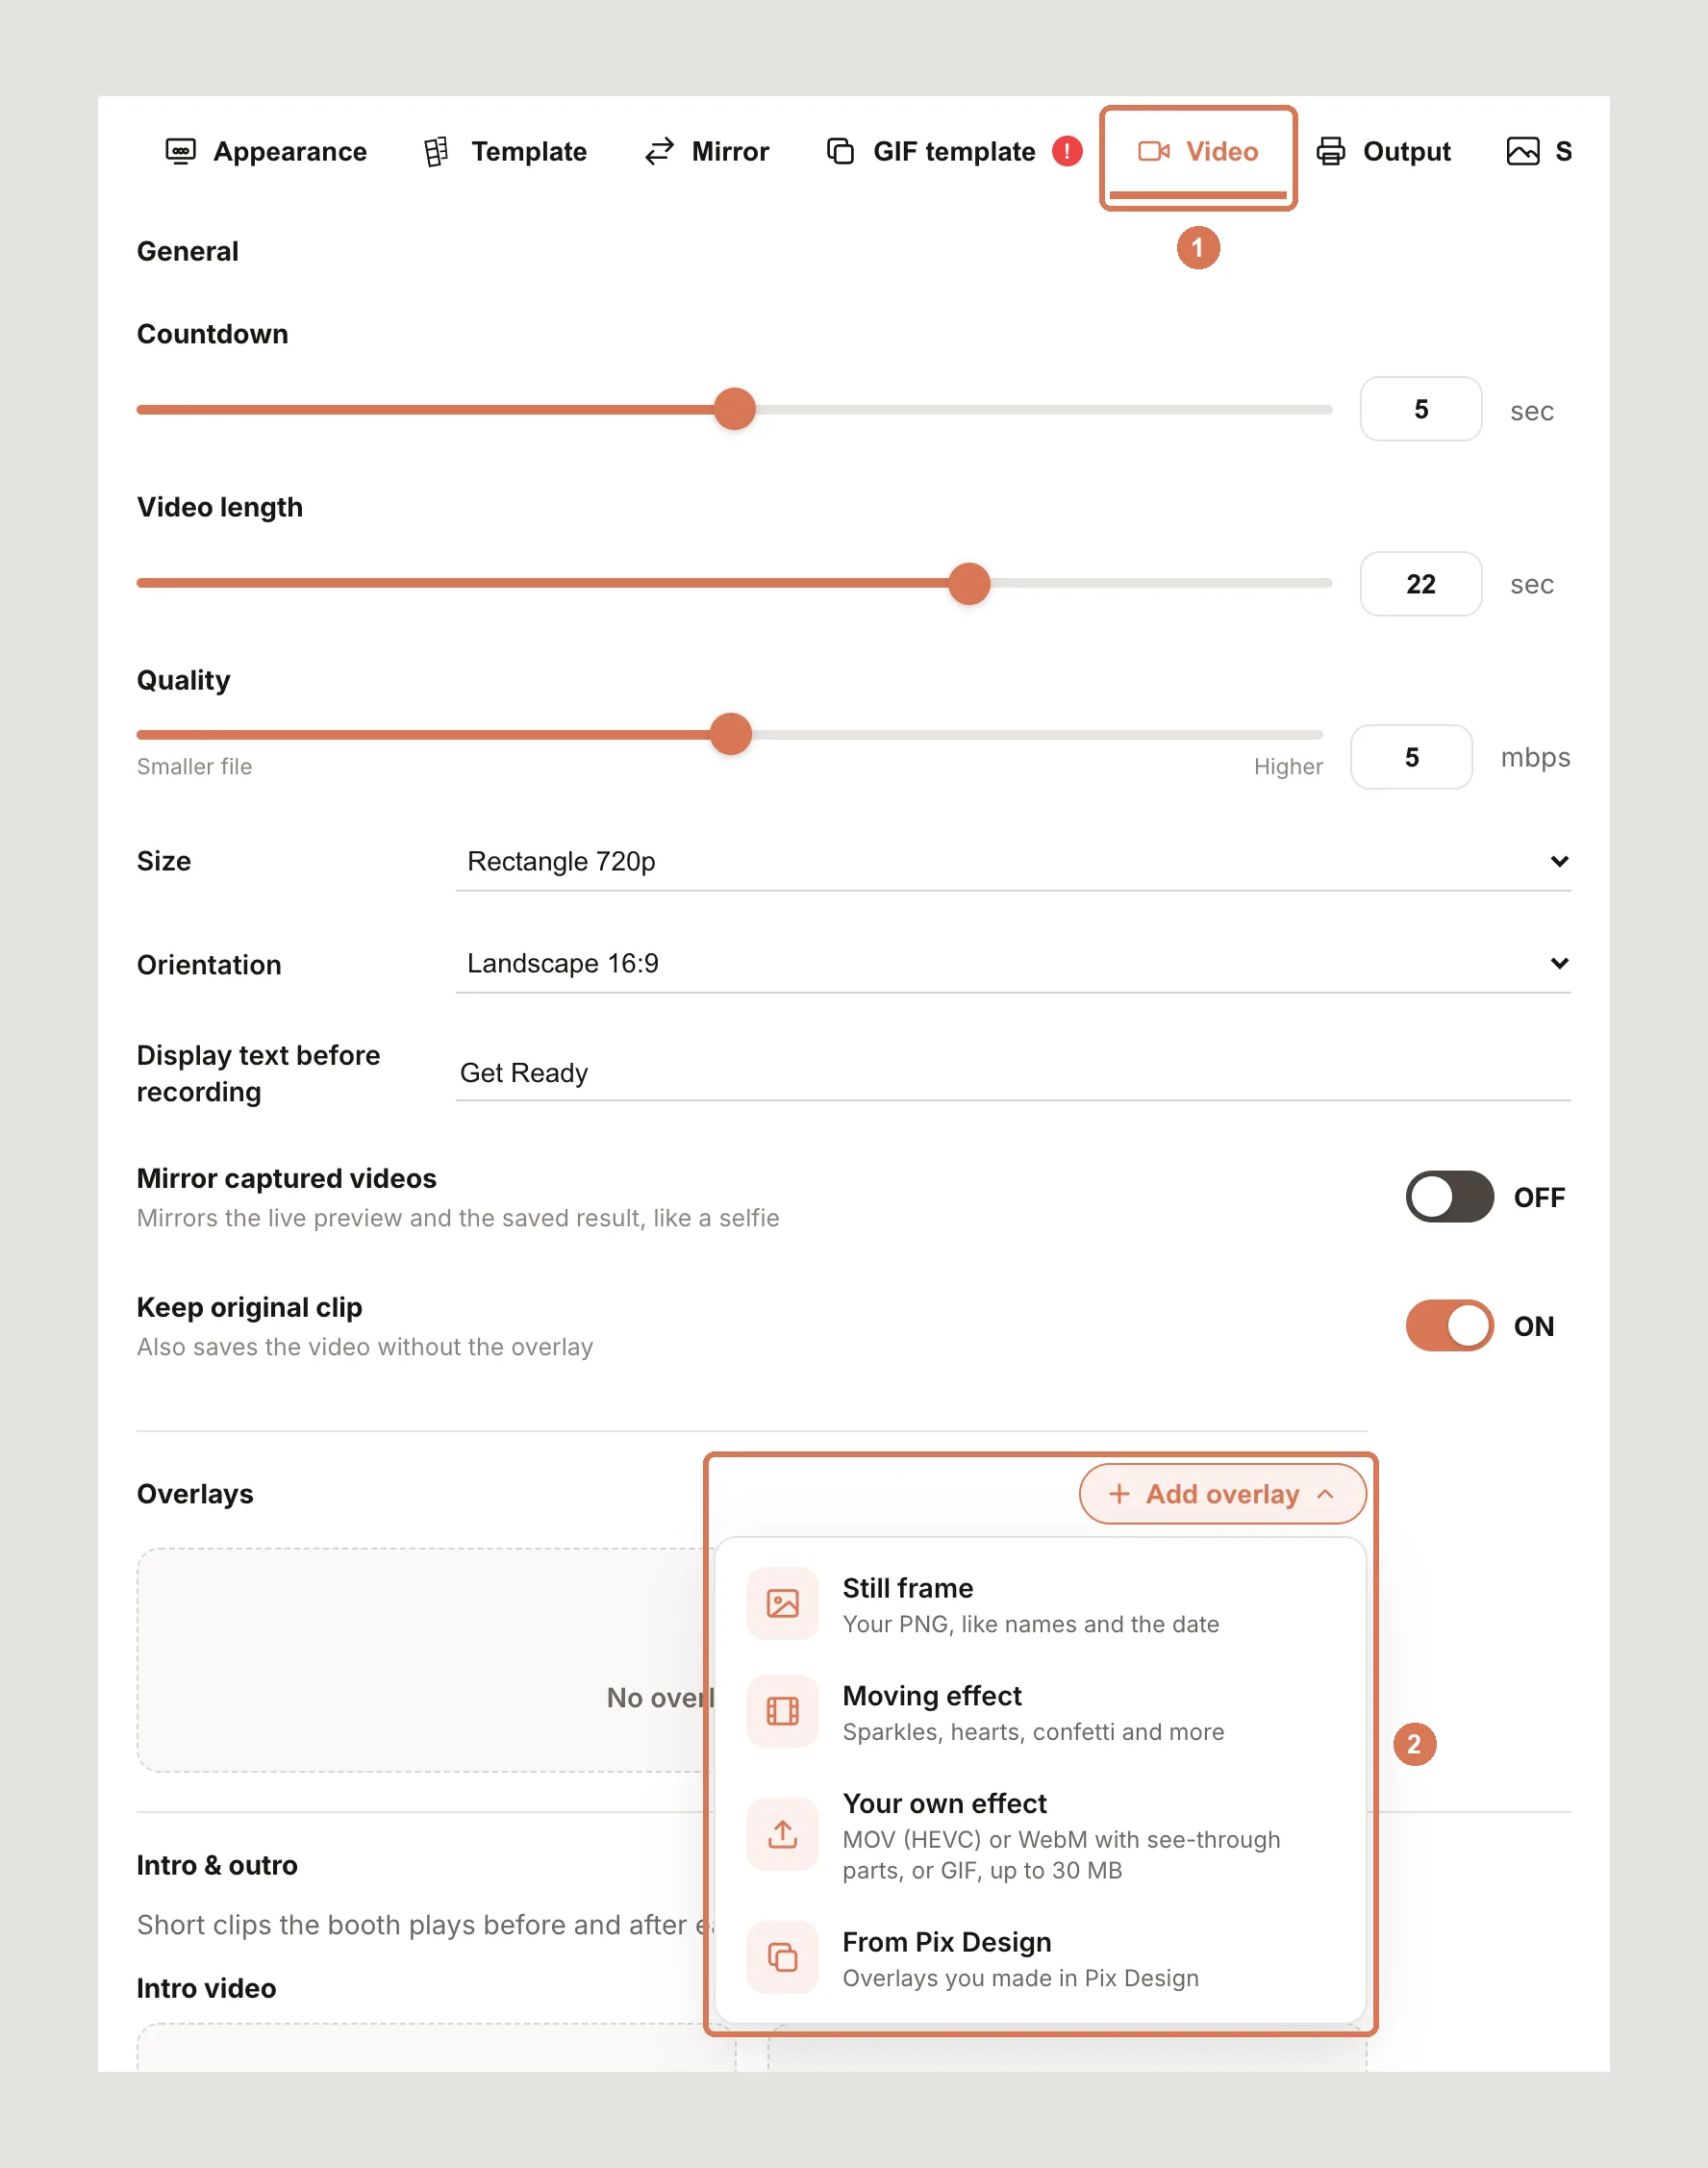 Appearance
Template
Mirror
GIF template
!
Video
Output
S
1
General
Countdown
5
sec
Video length
22
sec
Quality
Smaller file
Higher
5
mbps
Size
Rectangle 720p
Orientation
Landscape 16:9
Display text before
recording
Get Ready
Mirror captured videos
Mirrors the live preview and the saved result, like a selfie
OFF
Keep original clip
Also saves the video without the overlay
ON
Overlays
+ Add overlay
No overl
Still frame
Your PNG, like names and the date
Moving effect
Sparkles, hearts, confetti and more
2
Your own effect
MOV (HEVC) or WebM with see-through
parts, or GIF, up to 30 MB
From Pix Design
Overlays you made in Pix Design
Intro & outro
Short clips the booth plays before and after
Intro video